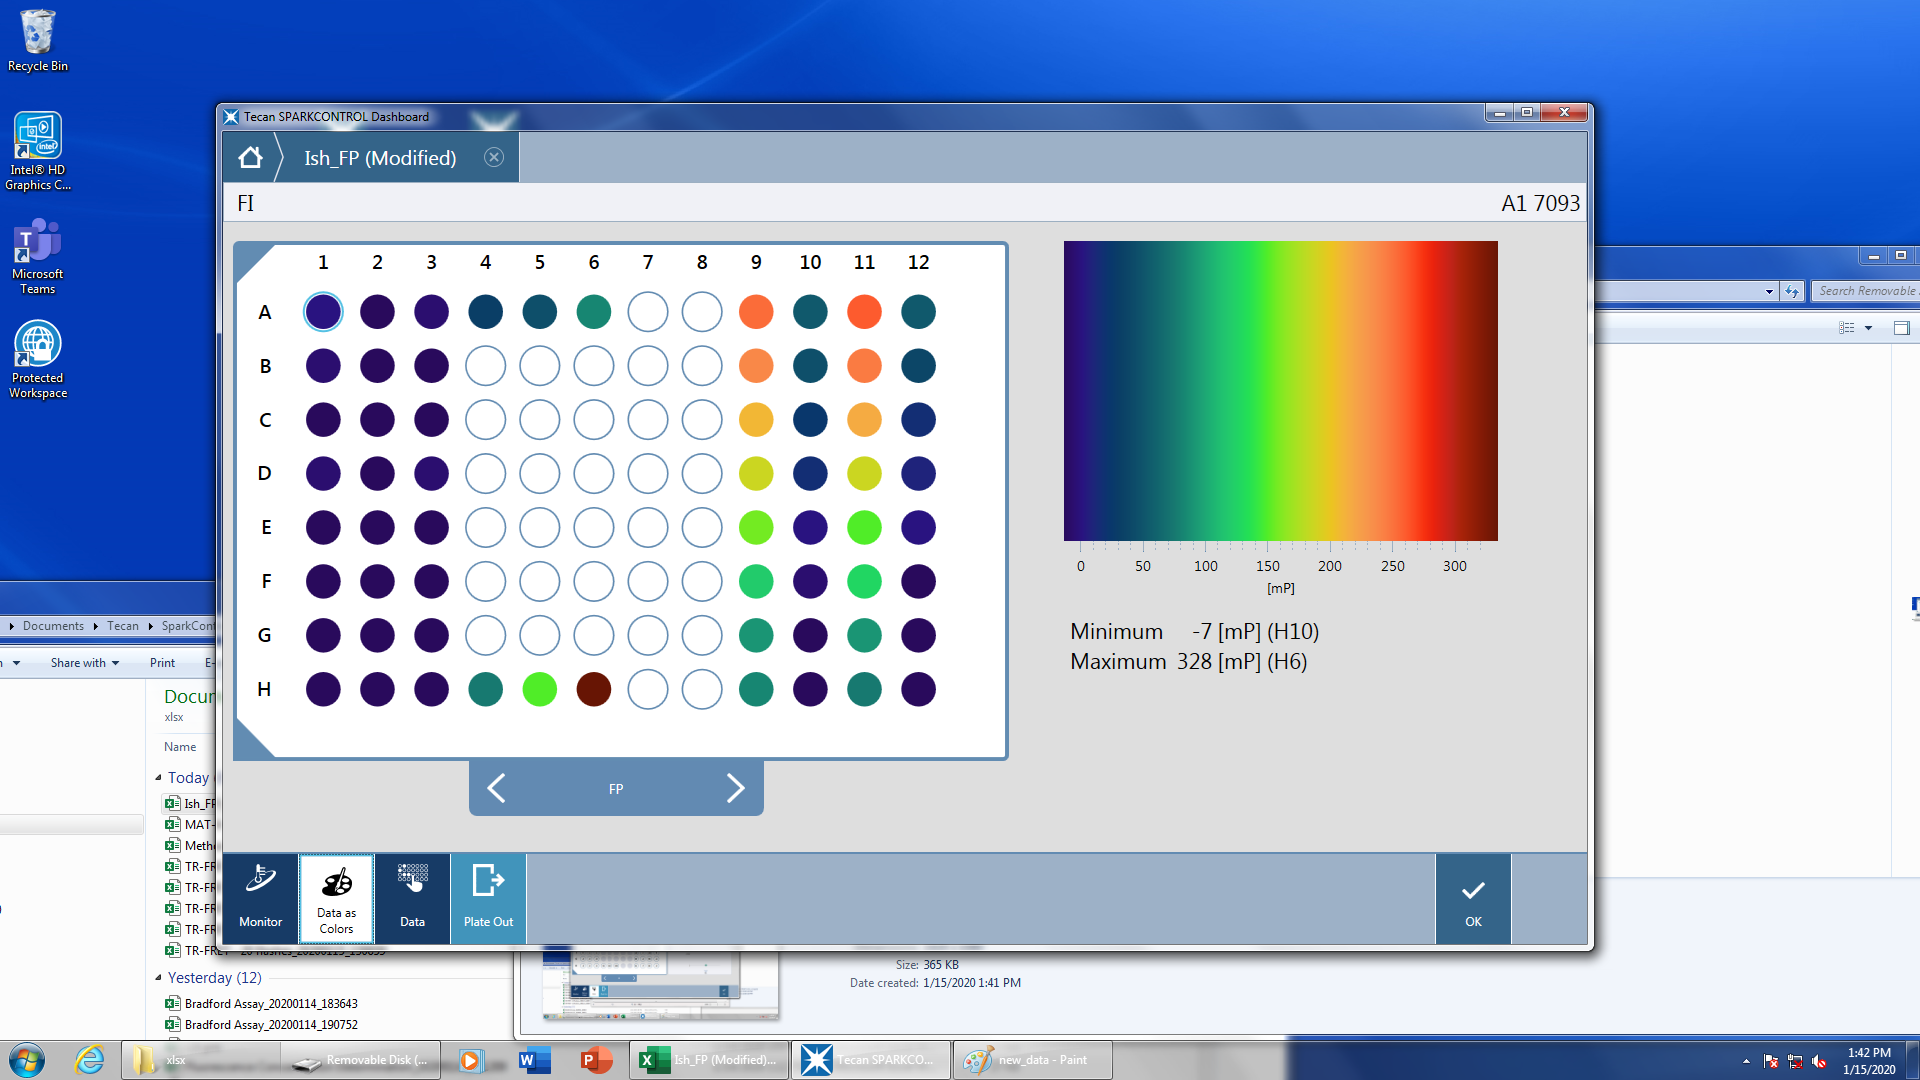 Recycle Bin
Intel® HD
Graphics C...
Microsoft
Teams
Protected
Workspace
Tecan SPARKCONTROL Dashboard
Ish_FP (Modified)
FI
A1 7093
1 2 3 4 5 6 7 8 9 10 11 12
A
B
C
D
E
F
G
H
FP
0 50 100 150 200 250 300
[mP]
Minimum -7 [mP] (H10)
Maximum 328 [mP] (H6)
Monitor
Data as
Colors
Data
Plate Out
OK
Search Removable
Documents Tecan SparkCont
Share with Print E-
Docum
xlsx
Name
Today
Ish_FP
MAT-
Metho
TR-FR
TR-FR
TR-FR
TR-FR
Yesterday (12)
Bradford Assay_20200114_183643
Bradford Assay_20200114_190752
Size: 365 KB
Date created: 1/15/2020 1:41 PM
xlsx
Removable Disk (...
Ish_FP (Modified)...
Tecan SPARKCO...
new_data - Paint
1:42 PM
1/15/2020